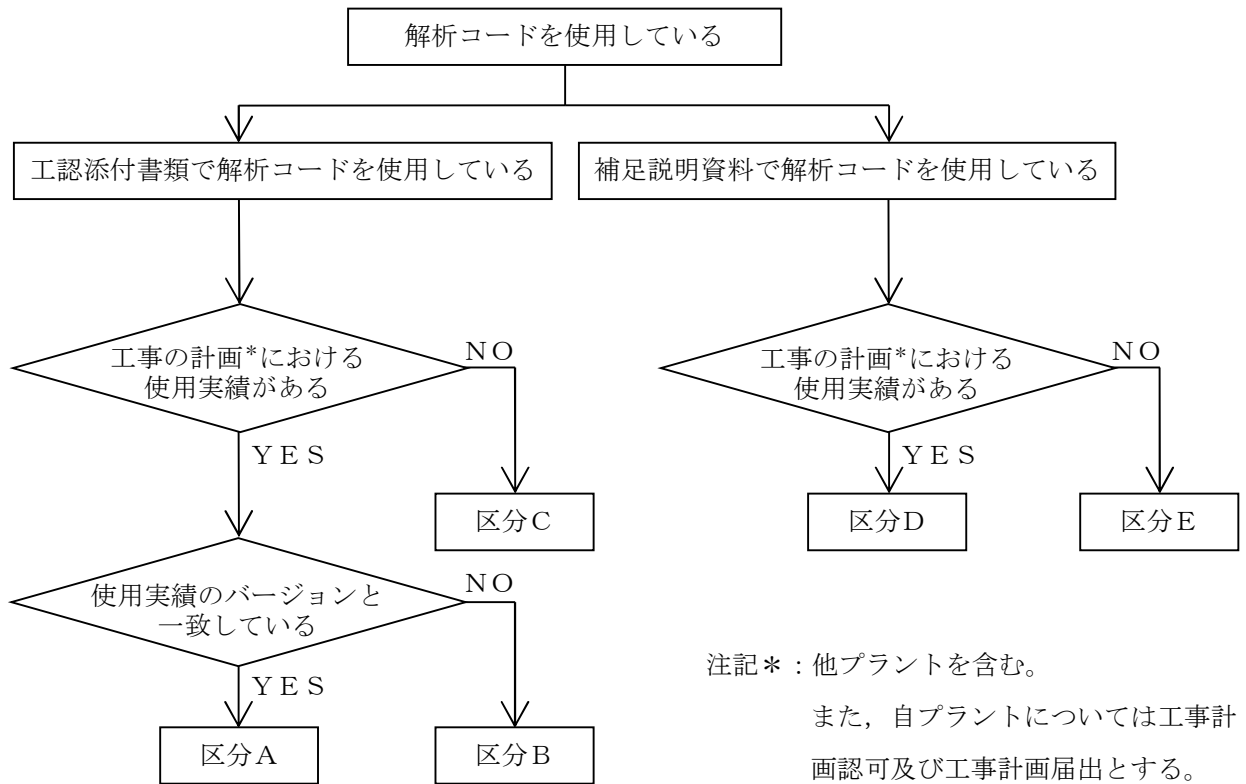 解析コードを使用している
工認添付書類で解析コードを使用している
補足説明資料で解析コードを使用している
工事の計画*における
使用実績がある
NO
YES
区分C
工事の計画*における
使用実績がある
NO
YES
区分D
区分E
使用実績のバージョンと
一致している
NO
YES
区分A
区分B
注記＊：他プラントを含む。
また，自プラントについては工事計
画認可及び工事計画届出とする。